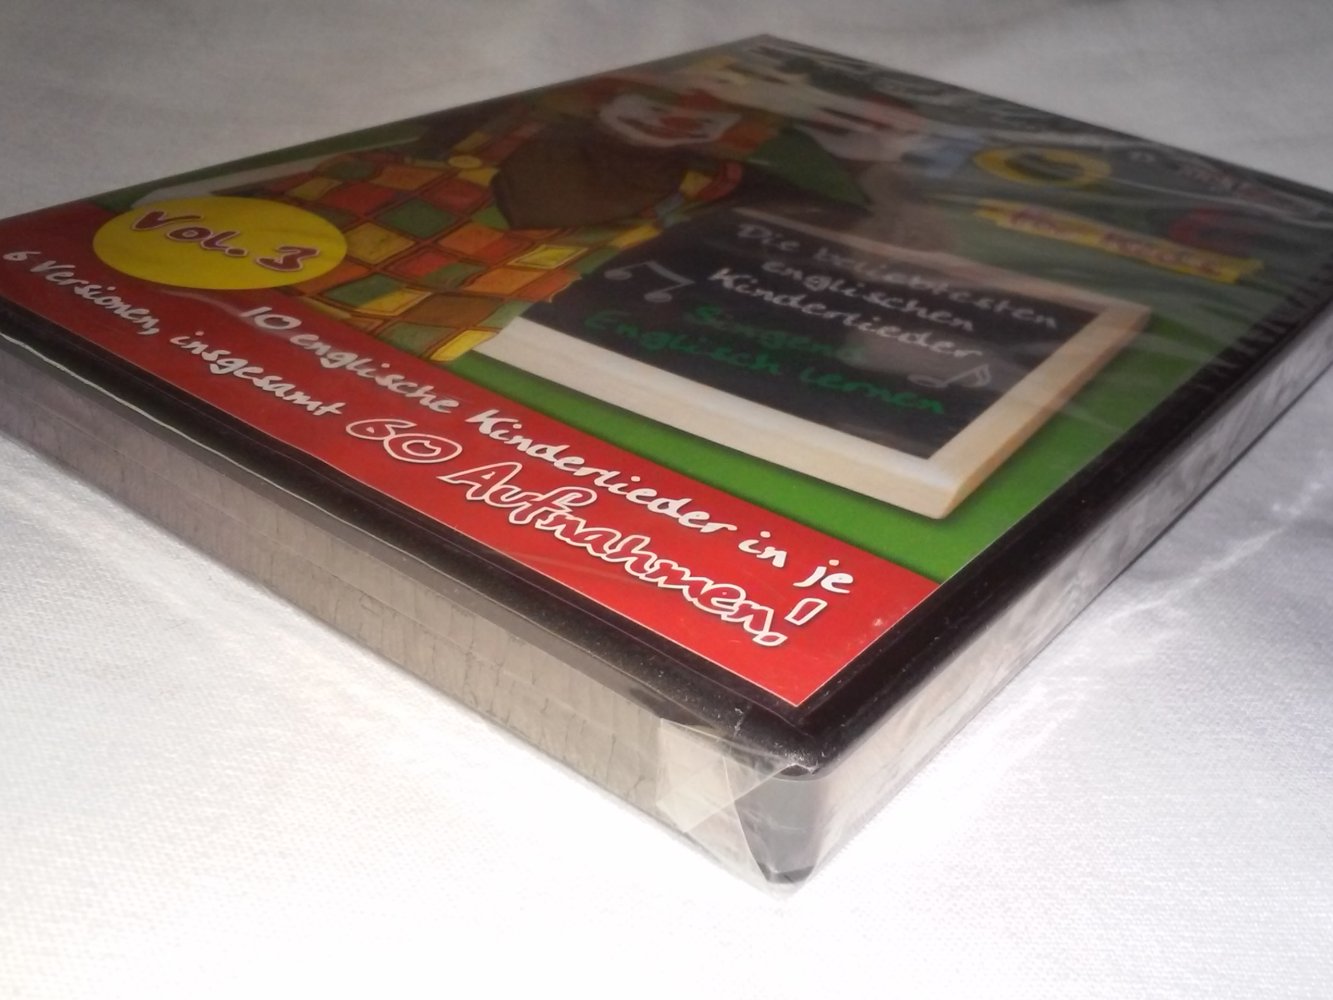 Vol. 3
Die beliebtesten
englischen
Kinderlieder
Singend
Englisch lernen
10 englische Kinderlieder in je
6 Versionen, insgesamt 60 Aufnahmen!